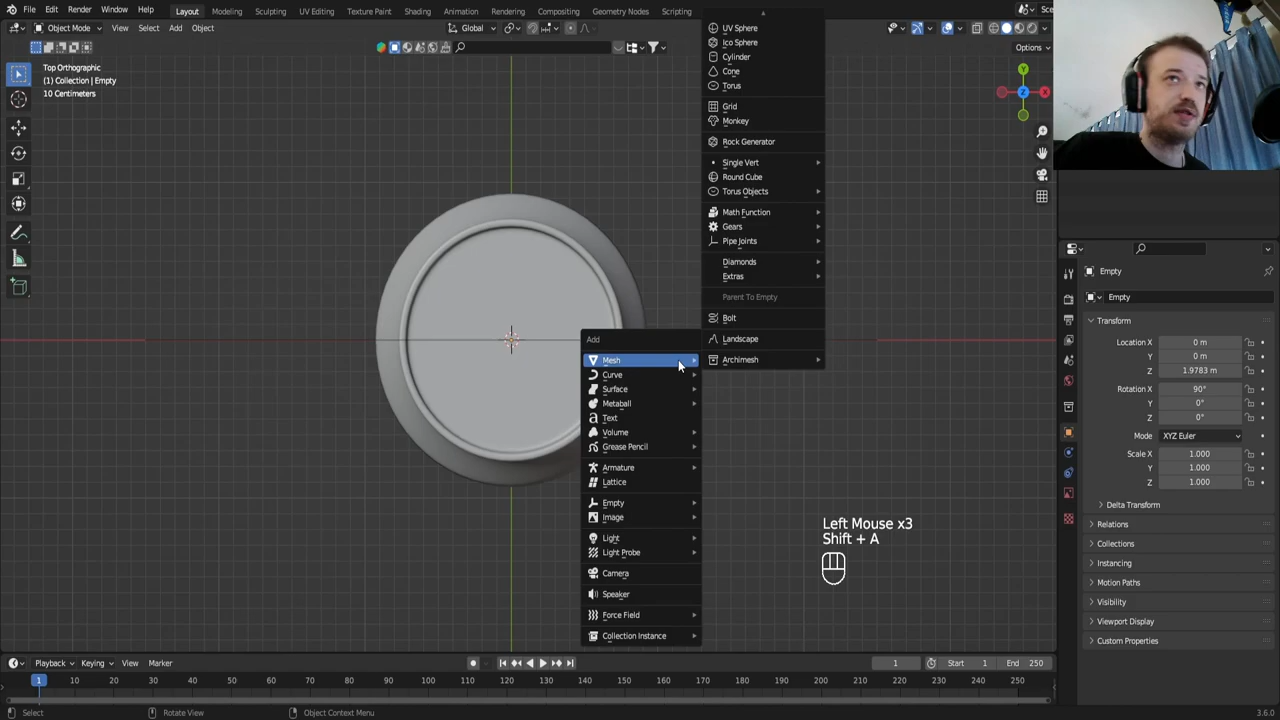 File Edit Render Window Help Layout Modeling Sculpting UV Editing Texture Paint Shading Animation Rendering Compositing Geometry Nodes Scripting Sce
Object Mode View Select Add Object Global
Options
Top Orthographic
(1) Collection | Empty
10 Centimeters
Y
Z
X
UV Sphere
Ico Sphere
Cylinder
Cone
Torus
Grid
Monkey
Rock Generator
Single Vert
Round Cube
Torus Objects
Math Function
Gears
Pipe Joints
Diamonds
Extras
Parent To Empty
Bolt
Landscape
Archimesh
Add
Mesh
Curve
Surface
Metaball
Text
Volume
Grease Pencil
Armature
Lattice
Empty
Image
Light
Light Probe
Camera
Speaker
Force Field
Collection Instance
Left Mouse x3
Shift + A
Empty
Empty
Transform
Location X 0 m
Y 0 m
Z 1.9783 m
Rotation X 90°
Y 0°
Z 0°
Mode XYZ Euler
Scale X 1.000
Y 1.000
Z 1.000
Delta Transform
Relations
Collections
Instancing
Motion Paths
Visibility
Viewport Display
Custom Properties
Playback Keying View Marker 1 Start 1 End 250
1 10 20 30 40 50 60 70 80 90 100 110 120 130 140 150 160 170 180 190 200 210 220 230 240 250
Select Rotate View Object Context Menu 3.6.0